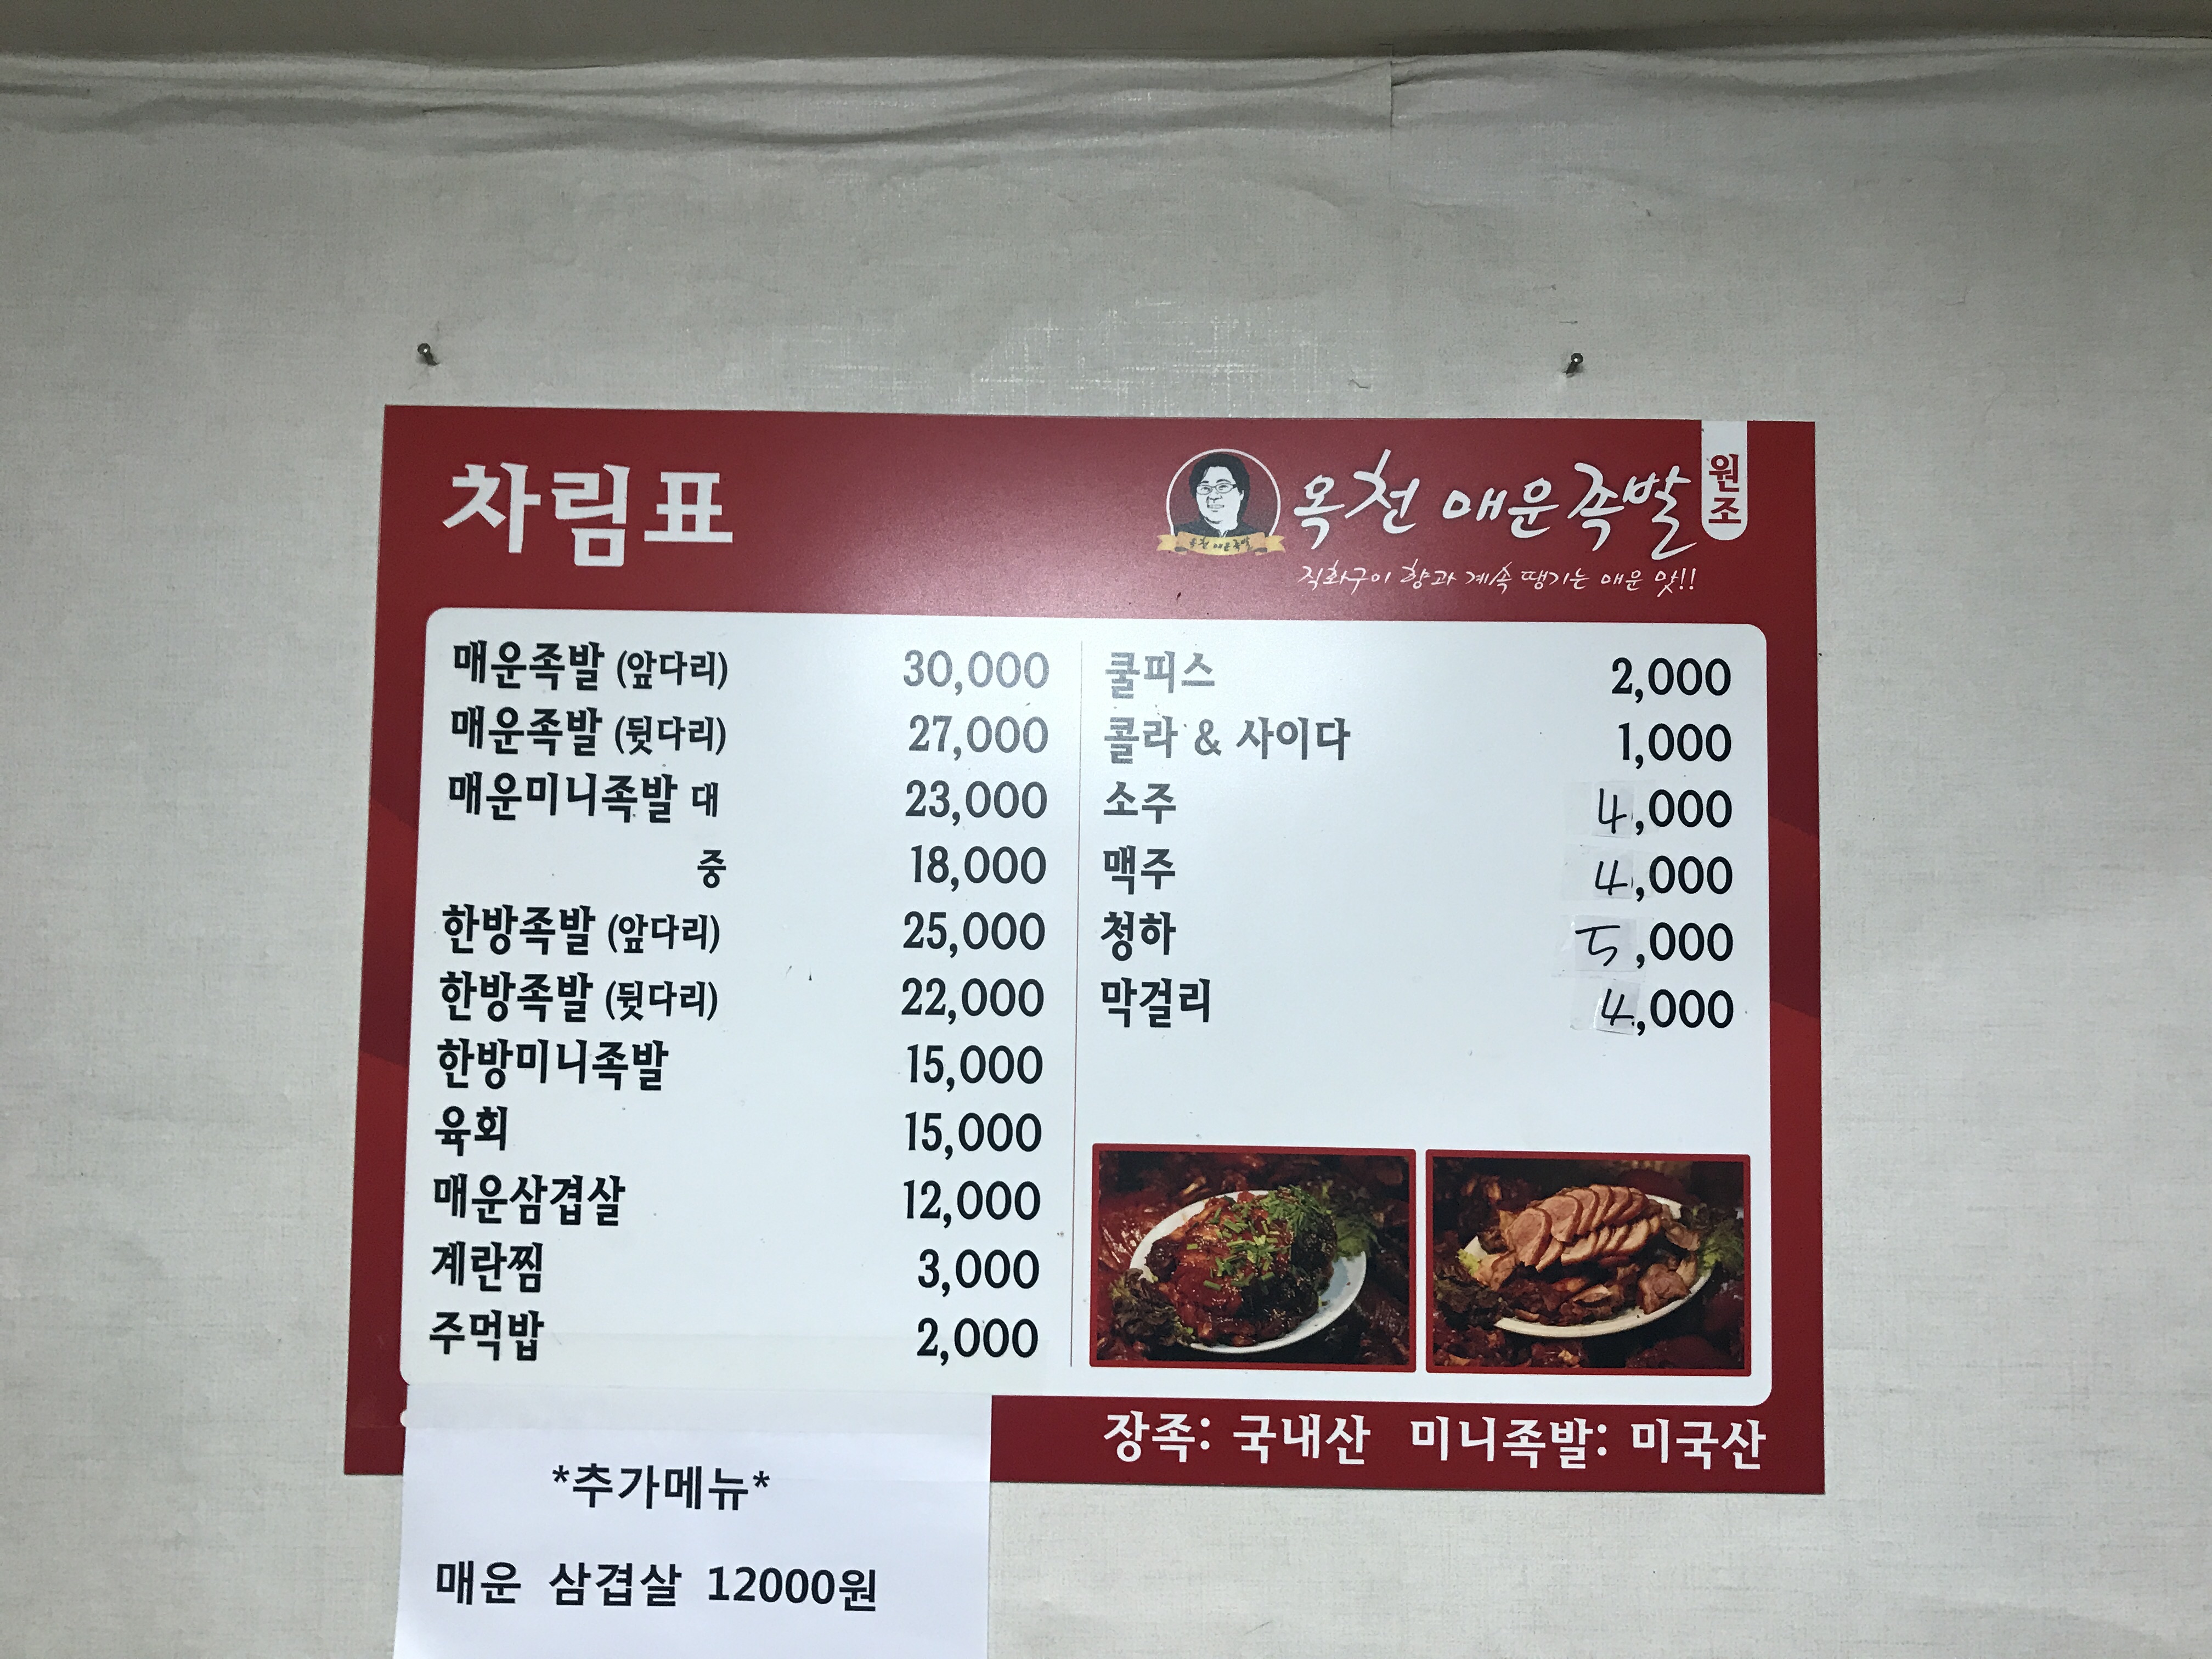 차림표
옥천 매운족발
원조
옥천 매운족발
직화구이 향과 계속 땡기는 매운 맛!!
매운족발 (앞다리) 30,000
매운족발 (뒷다리) 27,000
매운미니족발 대 23,000
중 18,000
한방족발 (앞다리) 25,000
한방족발 (뒷다리) 22,000
한방미니족발 15,000
육회 15,000
매운삼겹살 12,000
계란찜 3,000
주먹밥 2,000
쿨피스 2,000
콜라 & 사이다 1,000
소주 4,000
맥주 4,000
청하 5,000
막걸리 4,000
장족: 국내산 미니족발: 미국산
*추가메뉴*
매운 삼겹살 12000원